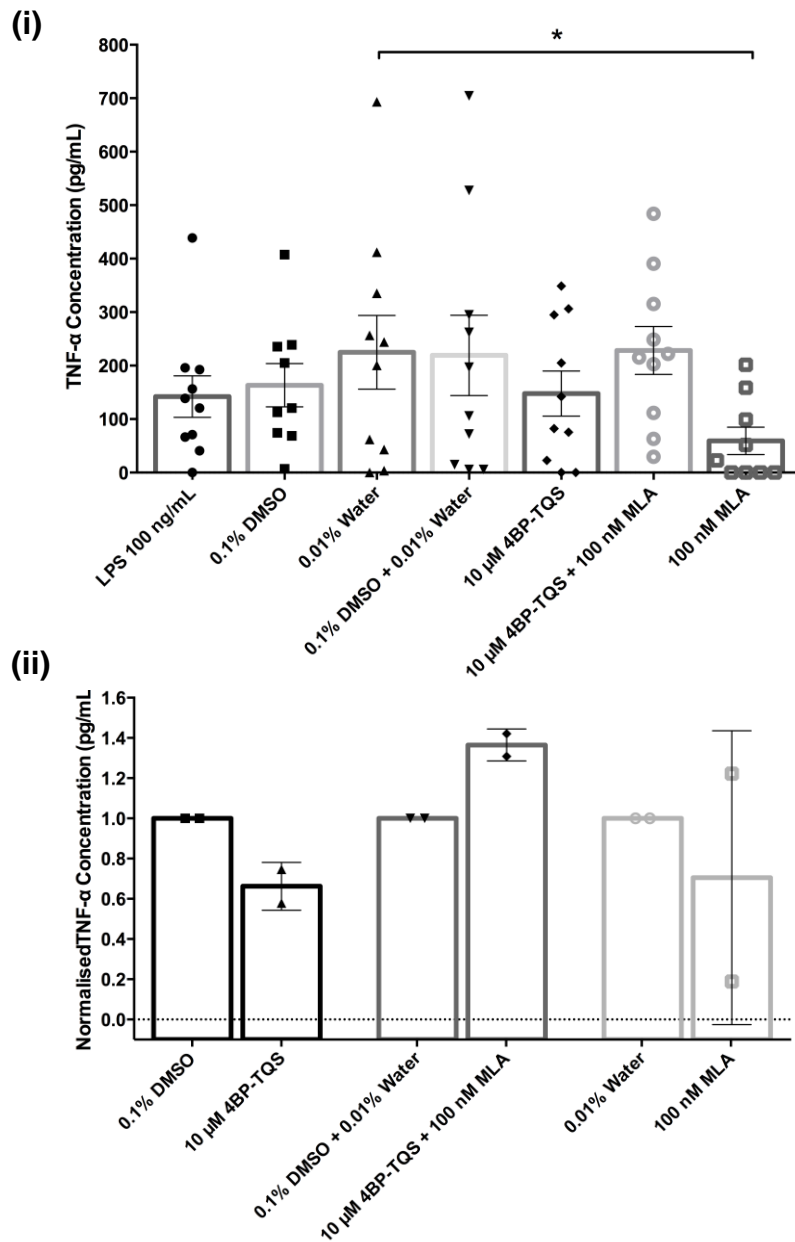 (i)
*
800
700
600
500
400
300
200
100
0
TNF-α Concentration (pg/mL)
LPS 100 ng/mL
0.1% DMSO
0.01% Water
0.1% DMSO + 0.01% Water
10 µM 4BP-TQS
10 µM 4BP-TQS + 100 nM MLA
100 nM MLA
(ii)
1.6
1.4
1.2
1.0
0.8
0.6
0.4
0.2
0.0
NormalisedTNF-α Concentration (pg/mL)
0.1% DMSO
10 µM 4BP-TQS
0.1% DMSO + 0.01% Water
10 µM 4BP-TQS + 100 nM MLA
0.01% Water
100 nM MLA